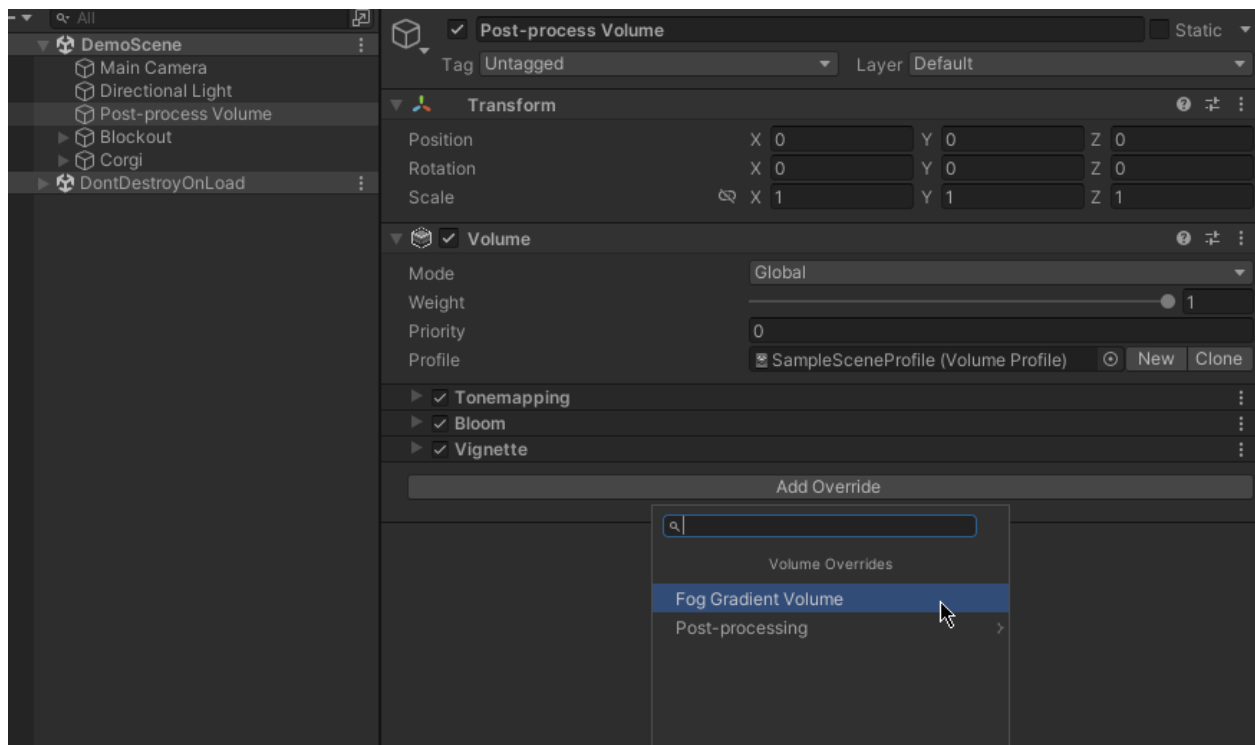 All
DemoScene
Main Camera
Directional Light
Post-process Volume
Blockout
Corgi
DontDestroyOnLoad
Post-process Volume Static
Tag Untagged Layer Default
Transform
Position X 0 Y 0 Z 0
Rotation X 0 Y 0 Z 0
Scale X 1 Y 1 Z 1
Volume
Mode Global
Weight 1
Priority 0
Profile SampleSceneProfile (Volume Profile) New Clone
Tonemapping
Bloom
Vignette
Add Override
Volume Overrides
Fog Gradient Volume
Post-processing